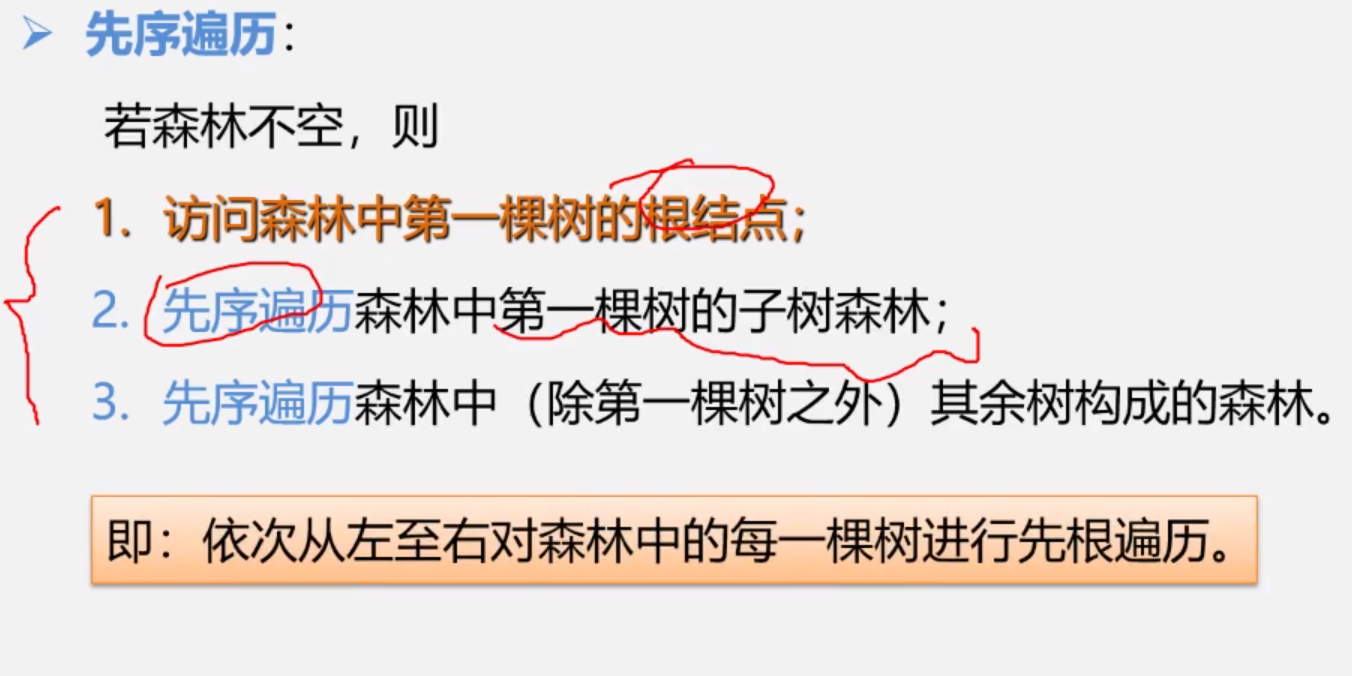 先序遍历：
若森林不空，则
1. 访问森林中第一棵树的根结点；
2. 先序遍历森林中第一棵树的子树森林；
3. 先序遍历森林中（除第一棵树之外）其余树构成的森林。
即：依次从左至右对森林中的每一棵树进行先根遍历。